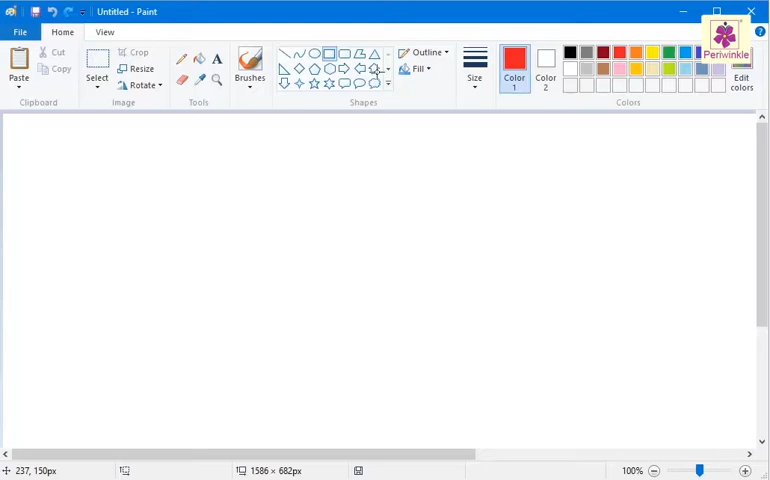 Untitled - Paint
File Home View
Paste
Cut
Copy
Clipboard
Select
Crop
Resize
Rotate
Image
Tools
Brushes
Shapes
Outline
Fill
Size
Color 1
Color 2
Edit colors
Colors
Periwinkle
237, 150px
1586 × 682px
100%